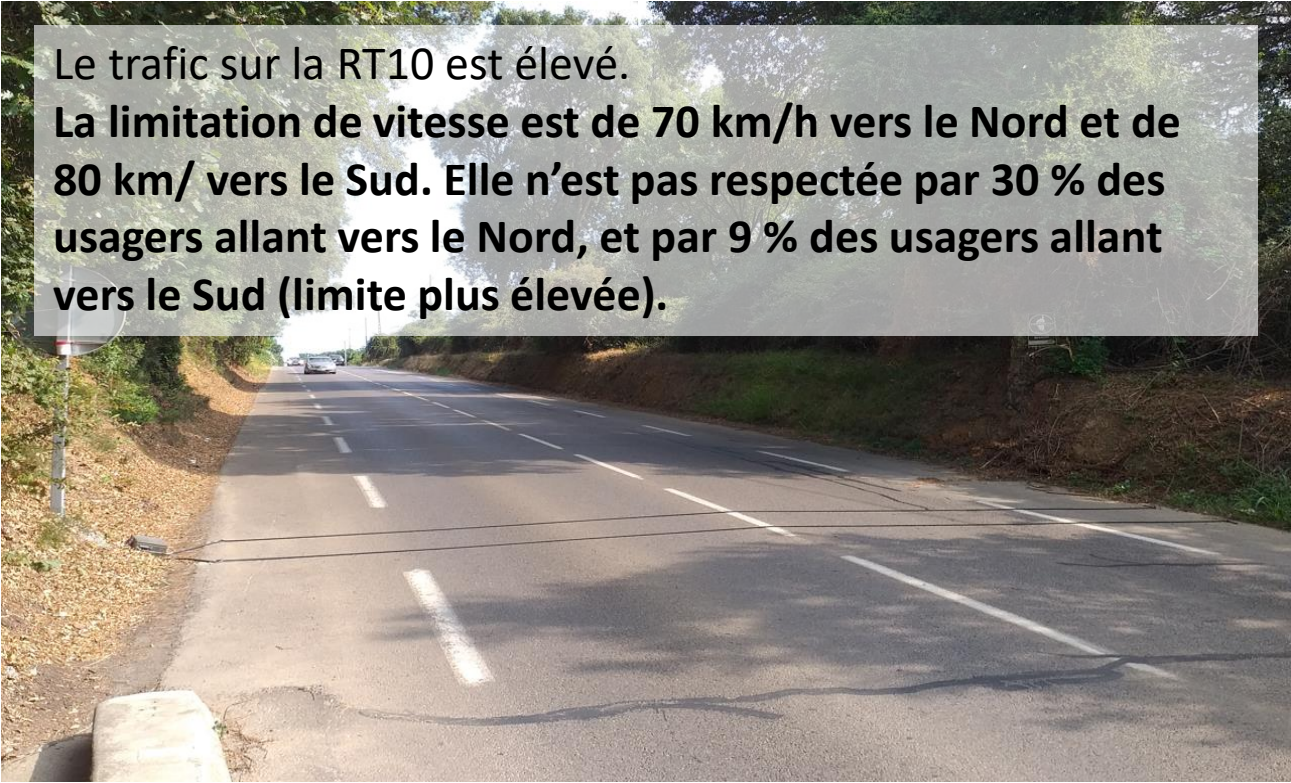 Le trafic sur la RT10 est élevé.
La limitation de vitesse est de 70 km/h vers le Nord et de
80 km/ vers le Sud. Elle n’est pas respectée par 30 % des
usagers allant vers le Nord, et par 9 % des usagers allant
vers le Sud (limite plus élevée).